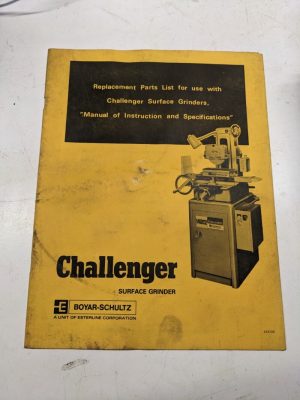 Replacement Parts List for use with
Challenger Surface Grinders,
"Manual of Instruction and Specifications"
Challenger
SURFACE GRINDER
E BOYAR-SCHULTZ
A UNIT OF ESTERLINE CORPORATION